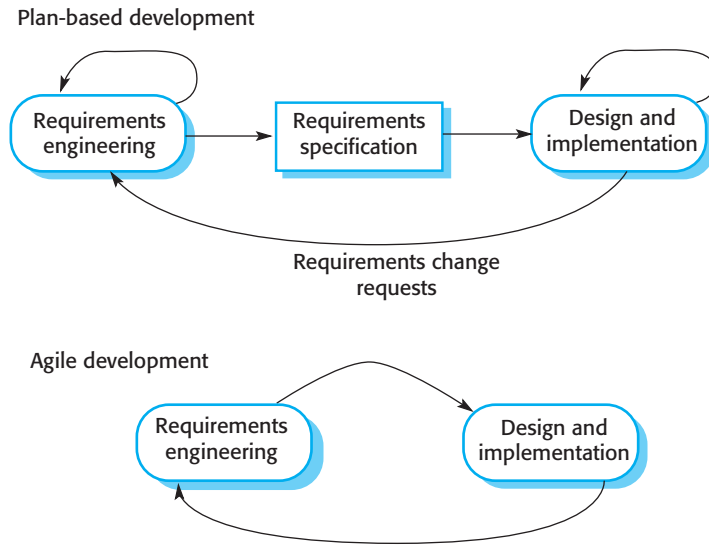 Plan-based development
Requirements
engineering
Requirements
specification
Design and
implementation
Requirements change
requests
Agile development
Requirements
engineering
Design and
implementation